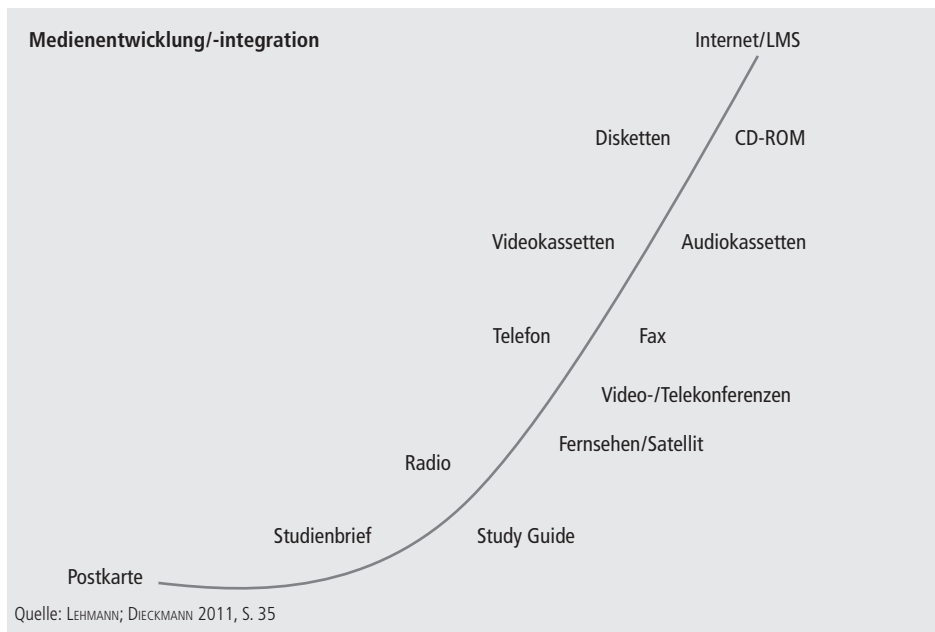 Medienentwicklung/-integration
Internet/LMS
Disketten
CD-ROM
Videokassetten
Audiokassetten
Telefon
Fax
Video-/Telekonferenzen
Fernsehen/Satellit
Radio
Studienbrief
Study Guide
Postkarte
Quelle: LEHMANN; DIECKMANN 2011, S. 35